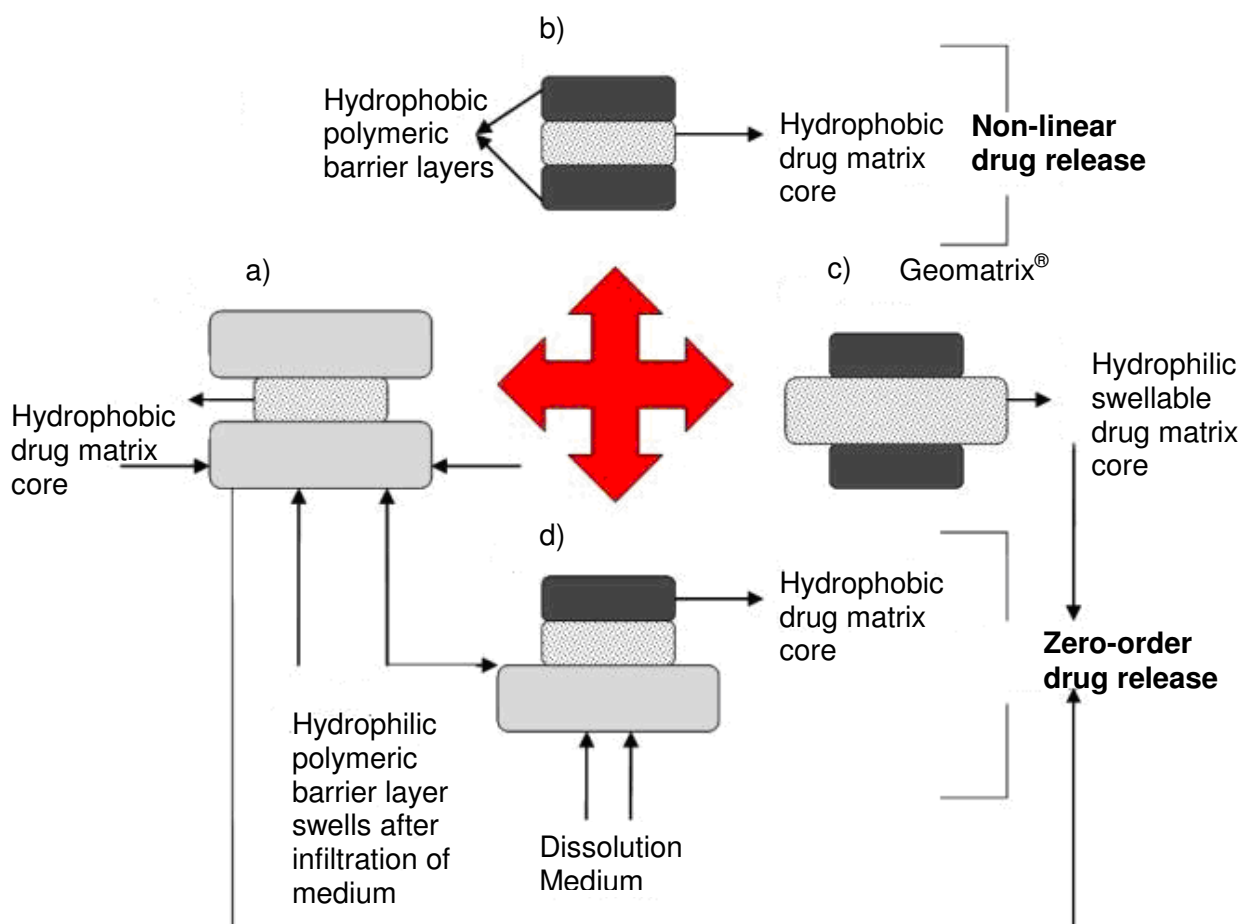 b)
Hydrophobic
polymeric
barrier layers
Hydrophobic
drug matrix
core
Non-linear
drug release
a)
c)
Geomatrix®
Hydrophobic
drug matrix
core
Hydrophilic
swellable
drug matrix
core
d)
Hydrophobic
drug matrix
core
Zero-order
drug release
Hydrophilic
polymeric
barrier layer
swells after
infiltration of
medium
Dissolution
Medium